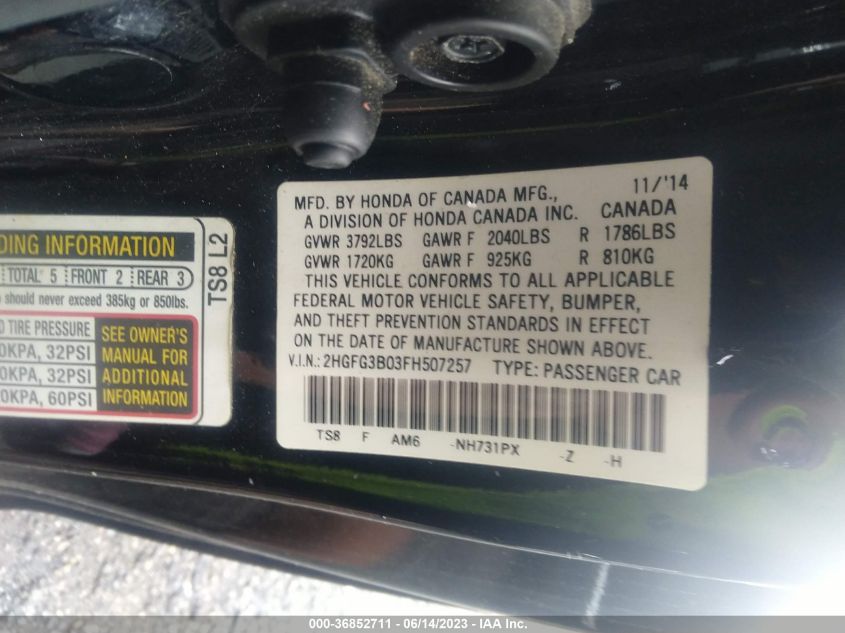 DING INFORMATION
TOTAL 5 FRONT 2 REAR 3
should never exceed 385kg or 850lbs.
TIRE PRESSURE
0KPA, 32PSI
0KPA, 32PSI
0KPA, 60PSI
SEE OWNER'S
MANUAL FOR
ADDITIONAL
INFORMATION
TS8 L2
MFD. BY HONDA OF CANADA MFG., 11/'14
A DIVISION OF HONDA CANADA INC. CANADA
GVWR 3792LBS GAWR F 2040LBS R 1786LBS
GVWR 1720KG GAWR F 925KG R 810KG
THIS VEHICLE CONFORMS TO ALL APPLICABLE
FEDERAL MOTOR VEHICLE SAFETY, BUMPER,
AND THEFT PREVENTION STANDARDS IN EFFECT
ON THE DATE OF MANUFACTURE SHOWN ABOVE.
V.I.N.: 2HGFG3B03FH507257 TYPE: PASSENGER CAR
TS8 F AM6 -NH731PX -Z -H
000-36852711 - 06/14/2023 - IAA Inc.